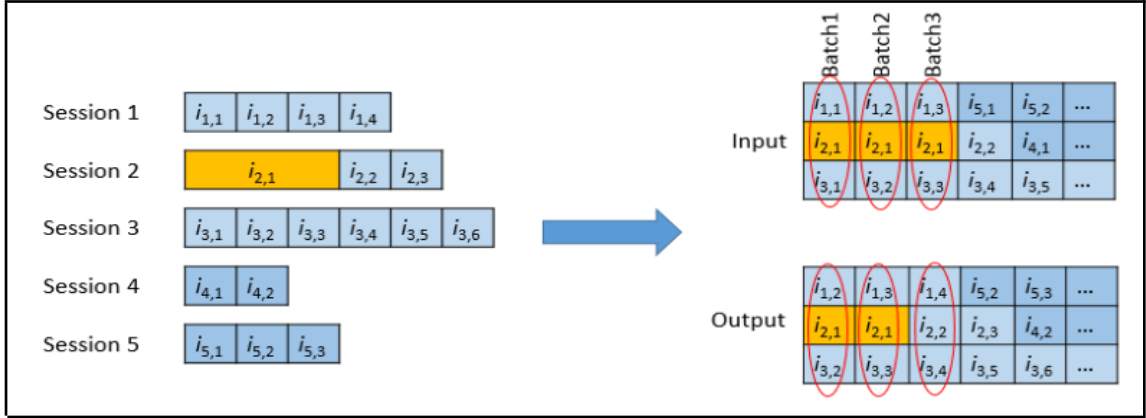 Session 1 i1,1 i1,2 i1,3 i1,4
Session 2 i2,1 i2,2 i2,3
Session 3 i3,1 i3,2 i3,3 i3,4 i3,5 i3,6
Session 4 i4,1 i4,2
Session 5 i5,1 i5,2 i5,3
Batch1 Batch2 Batch3
i1,1 i1,2 i1,3 i5,1 i5,2 ...
Input i2,1 i2,1 i2,1 i2,2 i4,1 ...
i3,1 i3,2 i3,3 i3,4 i3,5 ...
i1,2 i1,3 i1,4 i5,2 i5,3 ...
Output i2,1 i2,1 i2,2 i2,3 i4,2 ...
i3,2 i3,3 i3,4 i3,5 i3,6 ...